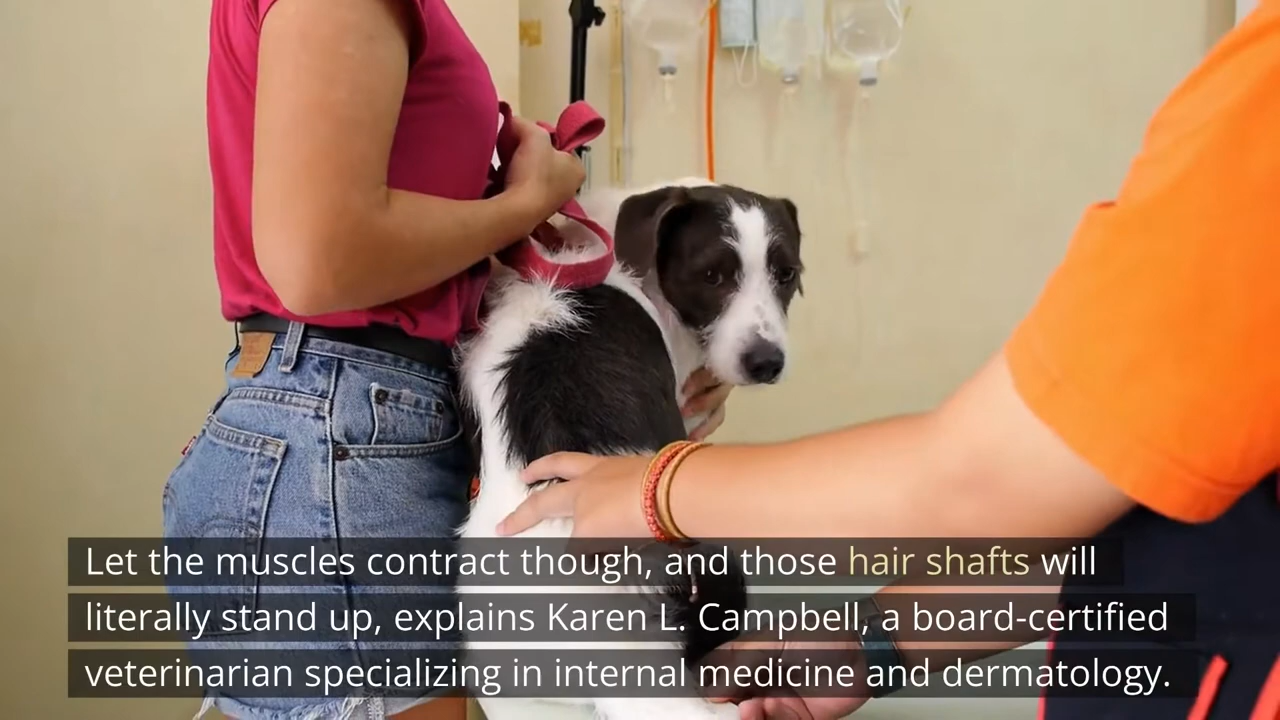 Let the muscles contract though, and those hair shafts will
literally stand up, explains Karen L. Campbell, a board-certified
veterinarian specializing in internal medicine and dermatology.